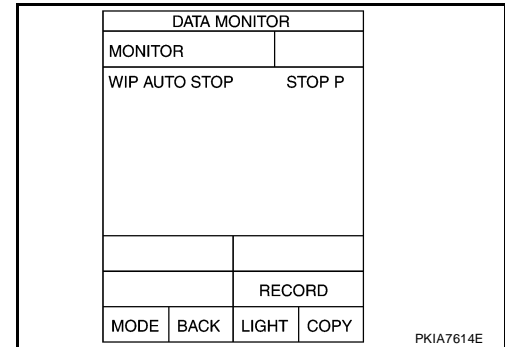 DATA MONITOR
MONITOR
WIP AUTO STOP STOP P
RECORD
MODE BACK LIGHT COPY
PKIA7614E